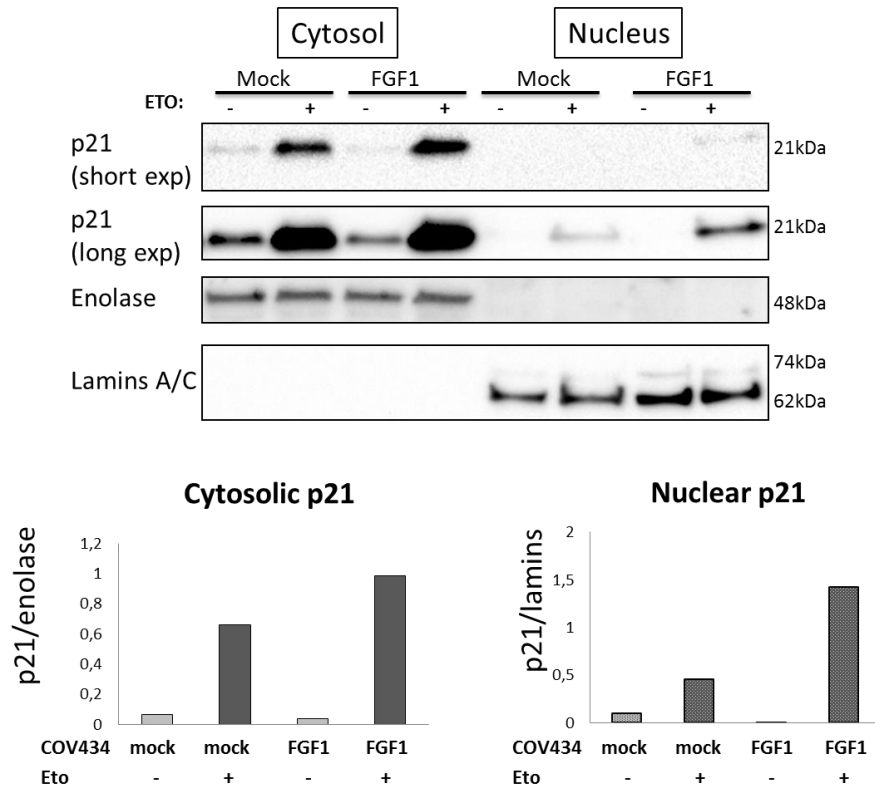 Cytosol Nucleus
Mock FGF1 Mock FGF1
ETO: - + - + - + - +
p21
(short exp)
21kDa
p21
(long exp)
21kDa
Enolase
48kDa
Lamins A/C
74kDa
62kDa
Cytosolic p21
p21/enolase
1,2
1
0,8
0,6
0,4
0,2
0
COV434 mock mock FGF1 FGF1
Eto - + - +
Nuclear p21
p21/lamins
2
1,5
1
0,5
0
COV434 mock mock FGF1 FGF1
Eto - + - +